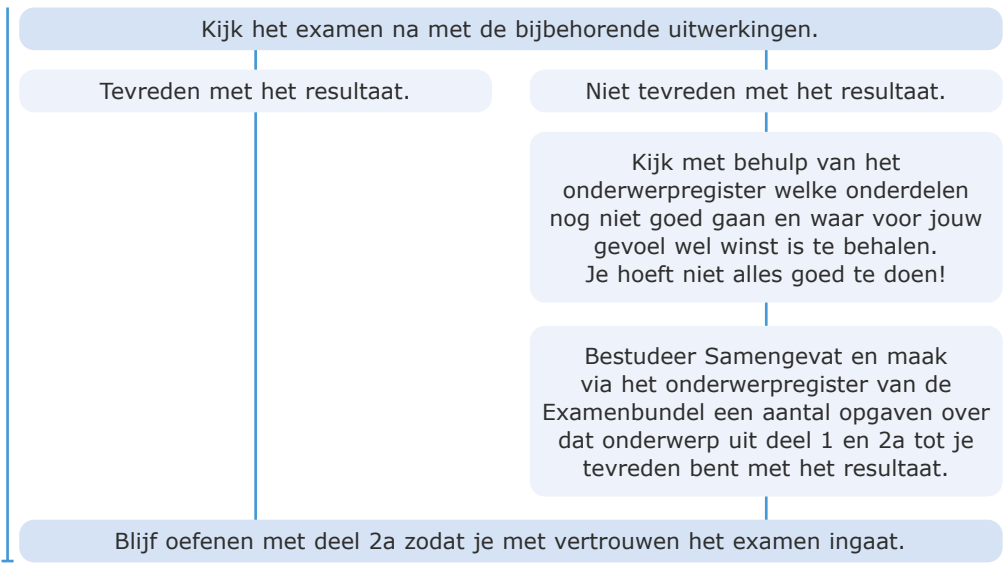 Kijk het examen na met de bijbehorende uitwerkingen.
Tevreden met het resultaat.
Niet tevreden met het resultaat.
Kijk met behulp van het
onderwerpregister welke onderdelen
nog niet goed gaan en waar voor jouw
gevoel wel winst is te behalen.
Je hoeft niet alles goed te doen!
Bestudeer Samengevat en maak
via het onderwerpregister van de
Examenbundel een aantal opgaven over
dat onderwerp uit deel 1 en 2a tot je
tevreden bent met het resultaat.
Blijf oefenen met deel 2a zodat je met vertrouwen het examen ingaat.